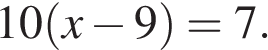 10(x − 9) = 7.